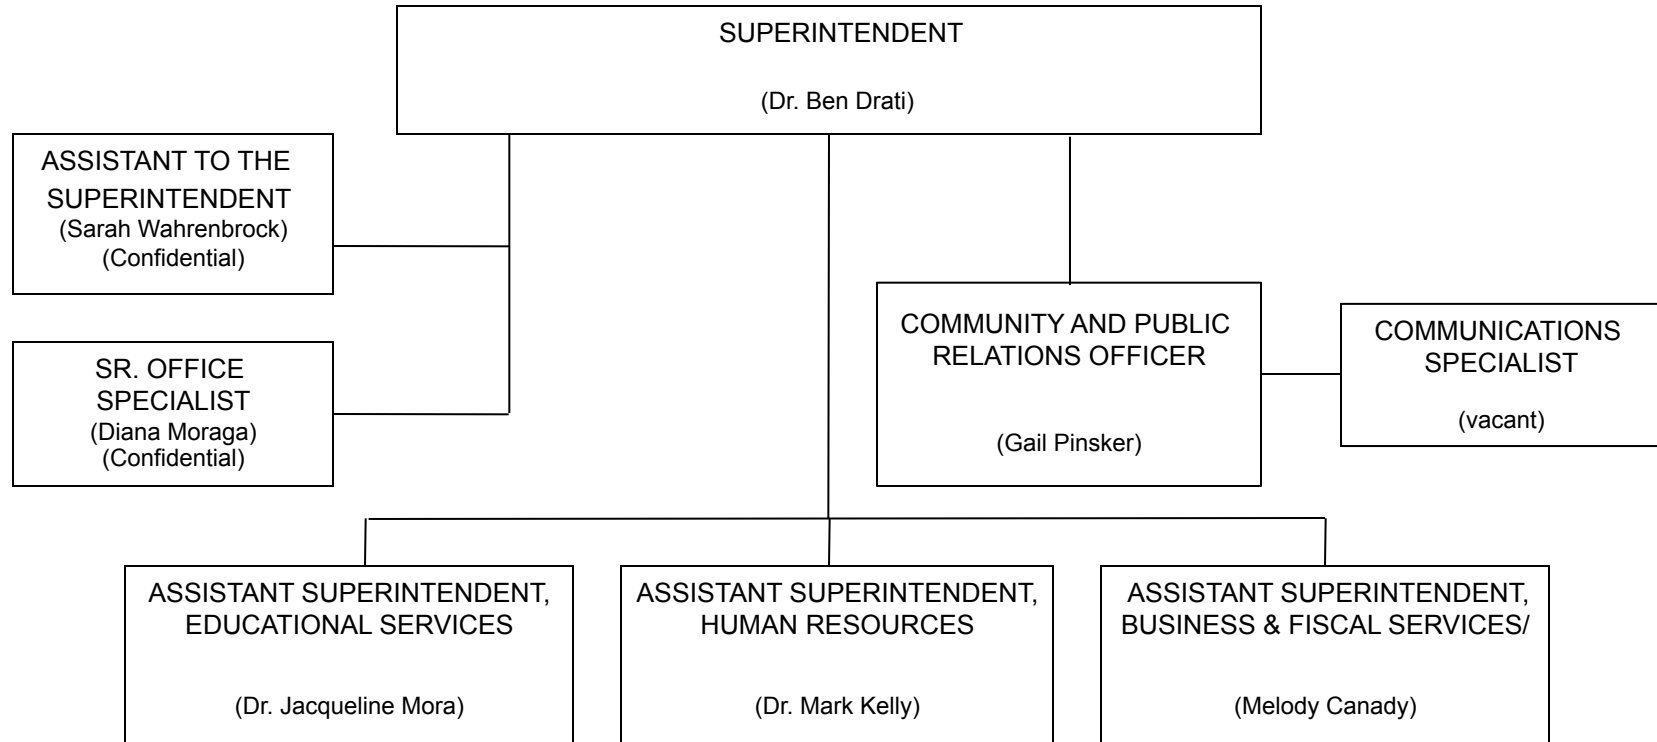 SUPERINTENDENT
(Dr. Ben Drati)
ASSISTANT TO THE
SUPERINTENDENT
(Sarah Wahrenbrock)
(Confidential)
SR. OFFICE
SPECIALIST
(Diana Moraga)
(Confidential)
COMMUNITY AND PUBLIC
RELATIONS OFFICER
(Gail Pinsker)
COMMUNICATIONS
SPECIALIST
(vacant)
ASSISTANT SUPERINTENDENT,
EDUCATIONAL SERVICES
(Dr. Jacqueline Mora)
ASSISTANT SUPERINTENDENT,
HUMAN RESOURCES
(Dr. Mark Kelly)
ASSISTANT SUPERINTENDENT,
BUSINESS & FISCAL SERVICES/
(Melody Canady)